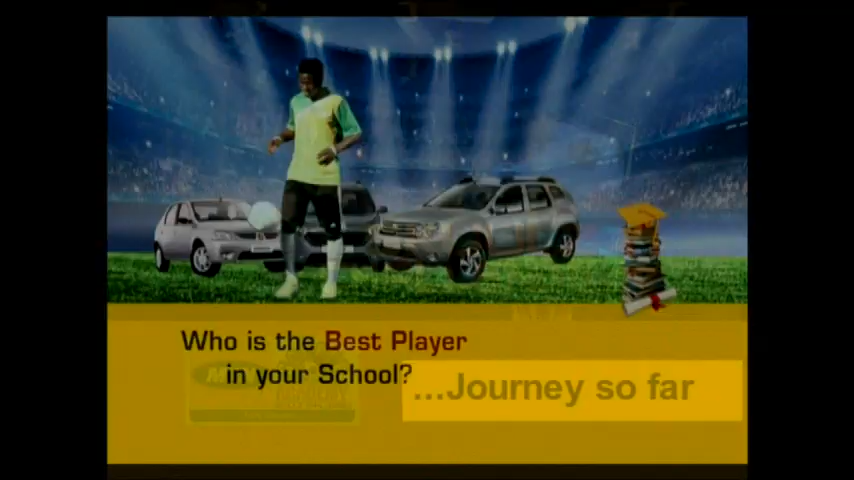 Who is the Best Player
in your School?
...Journey so far